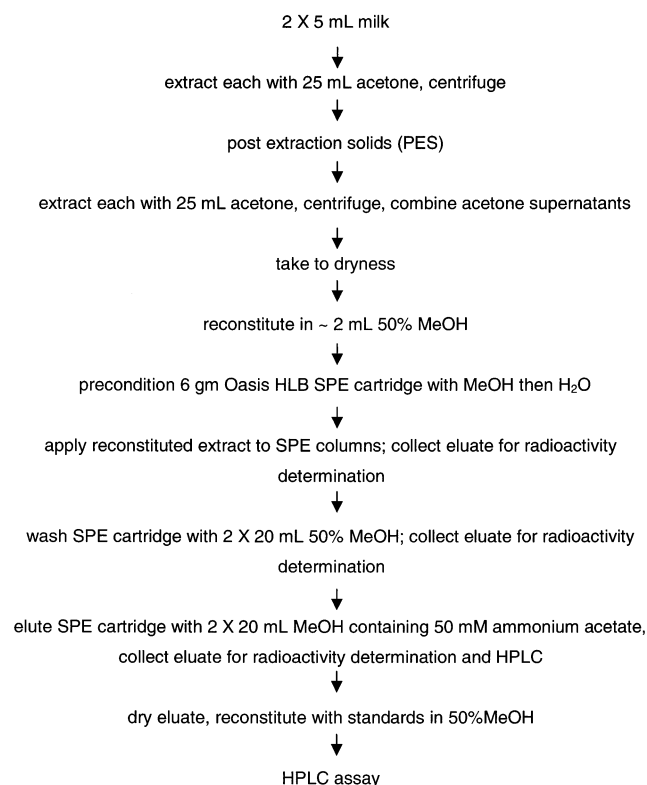 2 X 5 mL milk
extract each with 25 mL acetone, centrifuge
post extraction solids (PES)
extract each with 25 mL acetone, centrifuge, combine acetone supernatants
take to dryness
reconstitute in ~ 2 mL 50% MeOH
precondition 6 gm Oasis HLB SPE cartridge with MeOH then H₂O
apply reconstituted extract to SPE columns; collect eluate for radioactivity
determination
wash SPE cartridge with 2 X 20 mL 50% MeOH; collect eluate for radioactivity
determination
elute SPE cartridge with 2 X 20 mL MeOH containing 50 mM ammonium acetate,
collect eluate for radioactivity determination and HPLC
dry eluate, reconstitute with standards in 50%MeOH
HPLC assay